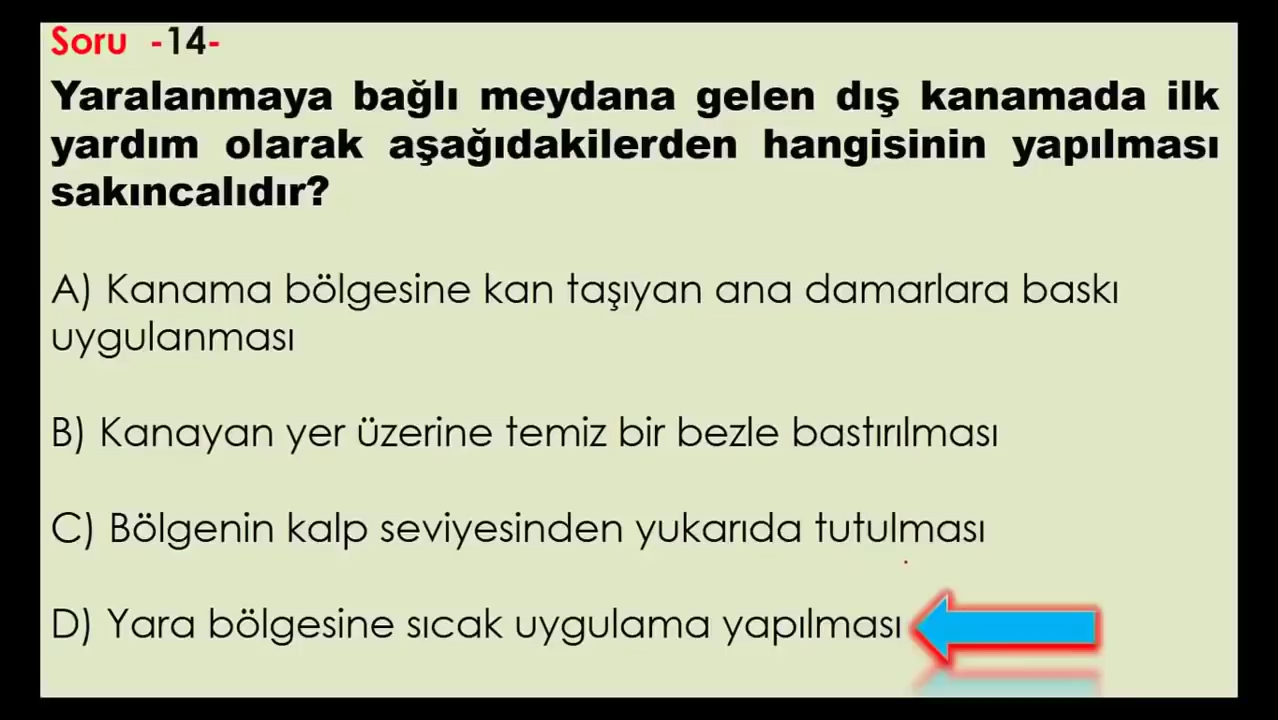 Soru -14-
Yaralanmaya bağlı meydana gelen dış kanamada ilk
yardım olarak aşağıdakilerden hangisinin yapılması
sakıncalıdır?
A) Kanama bölgesine kan taşıyan ana damarlara baskı
uygulanması
B) Kanayan yer üzerine temiz bir bezle bastırılması
C) Bölgenin kalp seviyesinden yukarıda tutulması
D) Yara bölgesine sıcak uygulama yapılması